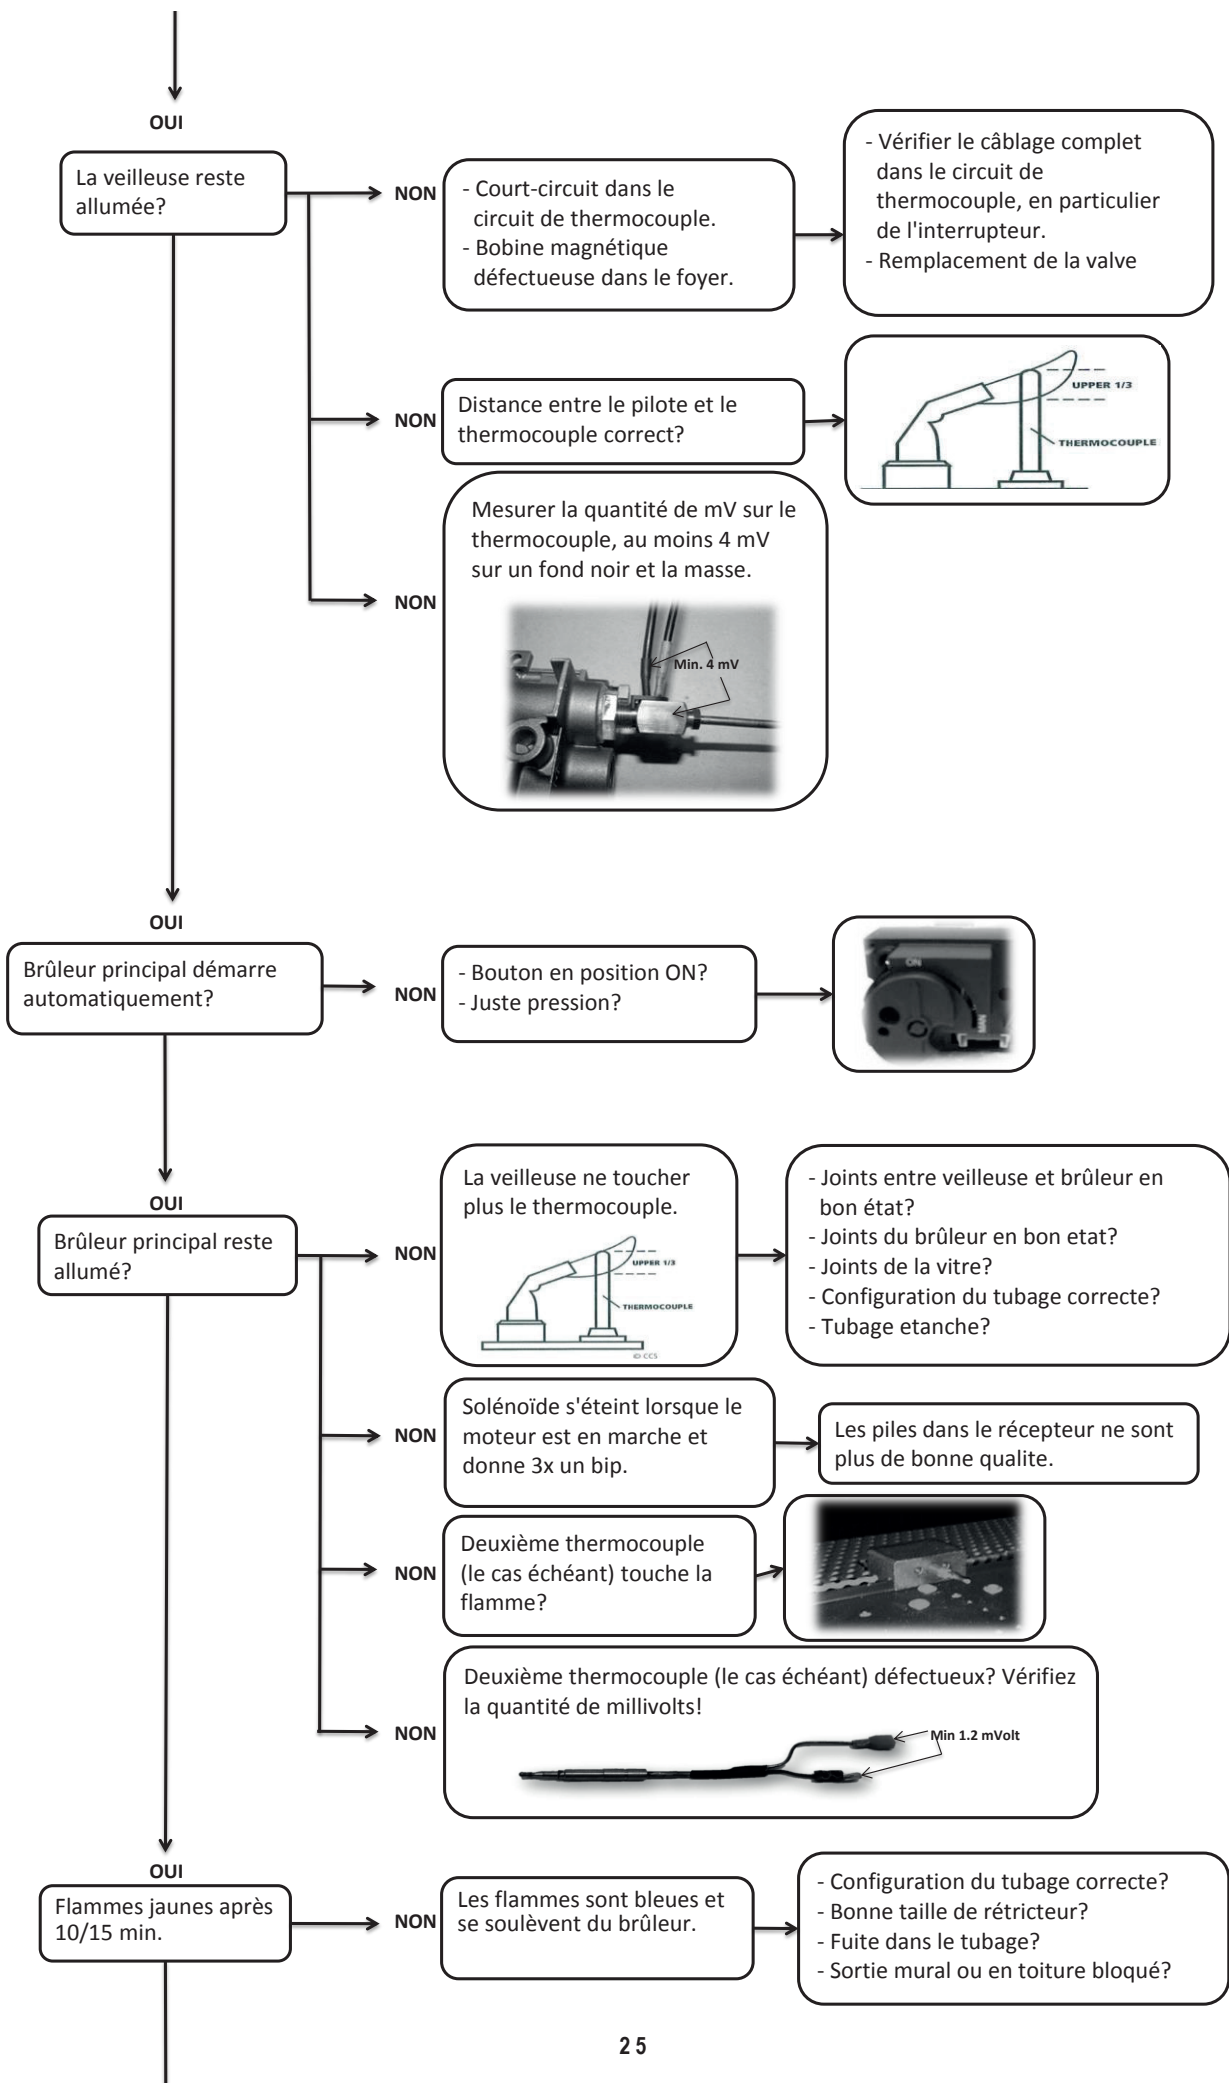 OUI
La veilleuse reste
allumée?
NON
- Court-circuit dans le
circuit de thermocouple.
- Bobine magnétique
défectueuse dans le foyer.
- Vérifier le câblage complet
dans le circuit de
thermocouple, en particulier
de l'interrupteur.
- Remplacement de la valve
NON
Distance entre le pilote et le
thermocouple correct?
UPPER 1/3
THERMOCOUPLE
NON
Mesurer la quantité de mV sur le
thermocouple, au moins 4 mV
sur un fond noir et la masse.
Min. 4 mV
OUI
Brûleur principal démarre
automatiquement?
NON
- Bouton en position ON?
- Juste pression?
ON
MAN
OUI
Brûleur principal reste
allumé?
NON
La veilleuse ne toucher
plus le thermocouple.
UPPER 1/3
THERMOCOUPLE
© CCS
- Joints entre veilleuse et brûleur en
bon état?
- Joints du brûleur en bon etat?
- Joints de la vitre?
- Configuration du tubage correcte?
- Tubage etanche?
NON
Solénoïde s'éteint lorsque le
moteur est en marche et
donne 3x un bip.
Les piles dans le récepteur ne sont
plus de bonne qualite.
NON
Deuxième thermocouple
(le cas échéant) touche la
flamme?
NON
Deuxième thermocouple (le cas échéant) défectueux? Vérifiez
la quantité de millivolts!
Min 1.2 mVolt
OUI
Flammes jaunes après
10/15 min.
NON
Les flammes sont bleues et
se soulèvent du brûleur.
- Configuration du tubage correcte?
- Bonne taille de rétricteur?
- Fuite dans le tubage?
- Sortie mural ou en toiture bloqué?
25